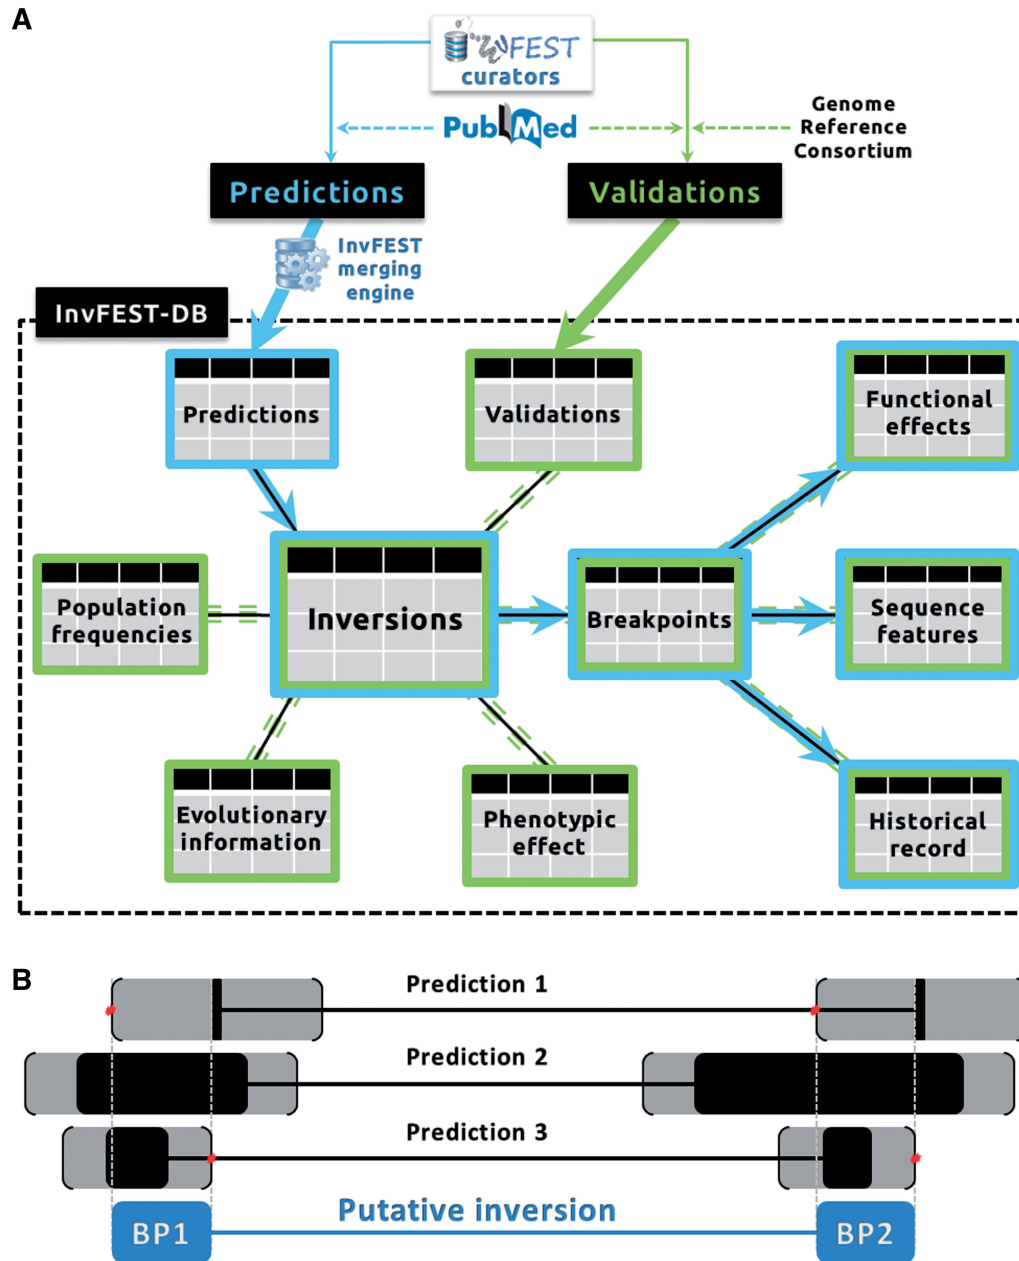 A
InvFEST
curators
PubMed
Genome
Reference
Consortium
Predictions
Validations
InvFEST
merging
engine
InvFEST-DB
Predictions
Validations
Functional
effects
Population
frequencies
Inversions
Breakpoints
Sequence
features
Evolutionary
information
Phenotypic
effect
Historical
record
B
Prediction 1
Prediction 2
Prediction 3
Putative inversion
BP1
BP2